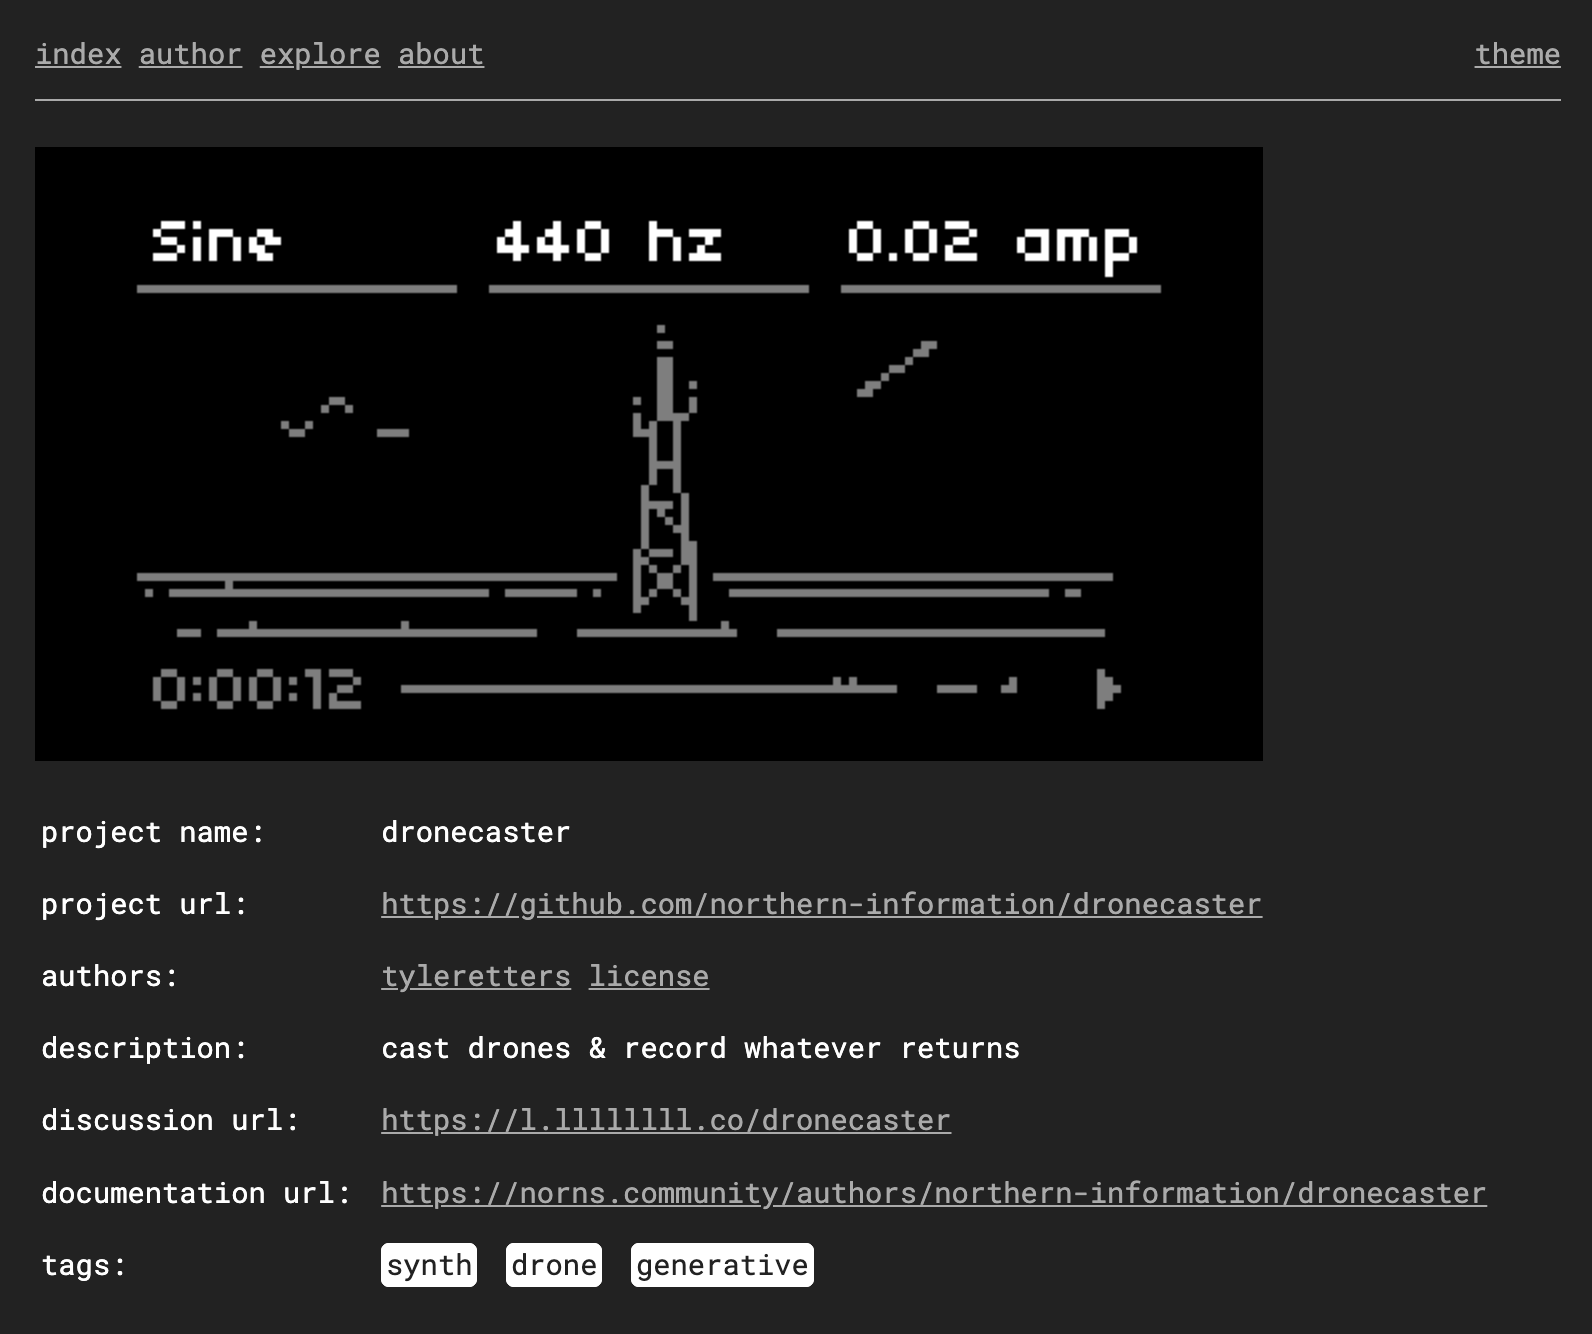 index author explore about theme
Sine 440 hz 0.02 amp
0:00:12
project name: dronecaster
project url: https://github.com/northern-information/dronecaster
authors: tyleretters license
description: cast drones & record whatever returns
discussion url: https://l.llllllll.co/dronecaster
documentation url: https://norns.community/authors/northern-information/dronecaster
tags: synth drone generative